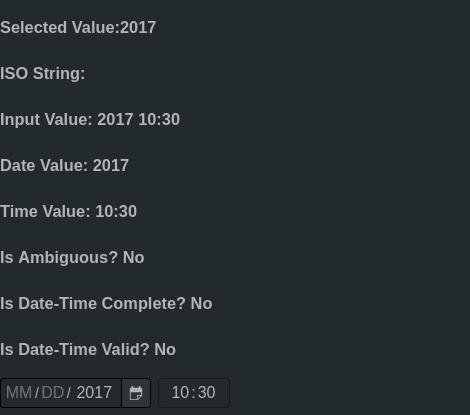 Selected Value:2017
ISO String:
Input Value: 2017 10:30
Date Value: 2017
Time Value: 10:30
Is Ambiguous? No
Is Date-Time Complete? No
Is Date-Time Valid? No
MM/DD/ 2017 10:30